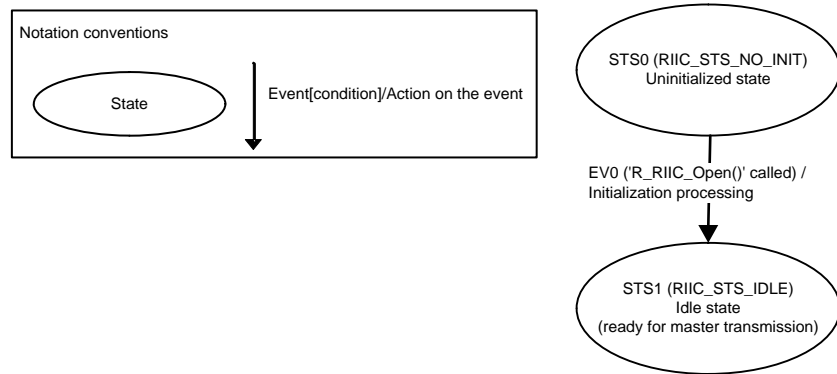 Notation conventions
State
Event[condition]/Action on the event
STS0 (RIIC_STS_NO_INIT)
Uninitialized state
EV0 ('R_RIIC_Open()' called) /
Initialization processing
STS1 (RIIC_STS_IDLE)
Idle state
(ready for master transmission)